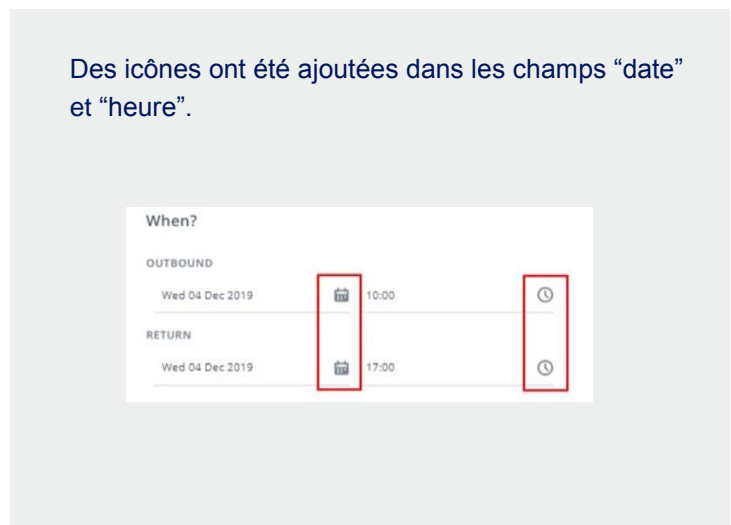 Des icônes ont été ajoutées dans les champs “date”
et “heure”.
When?
OUTBOUND
Wed 04 Dec 2019 10:00
RETURN
Wed 04 Dec 2019 17:00